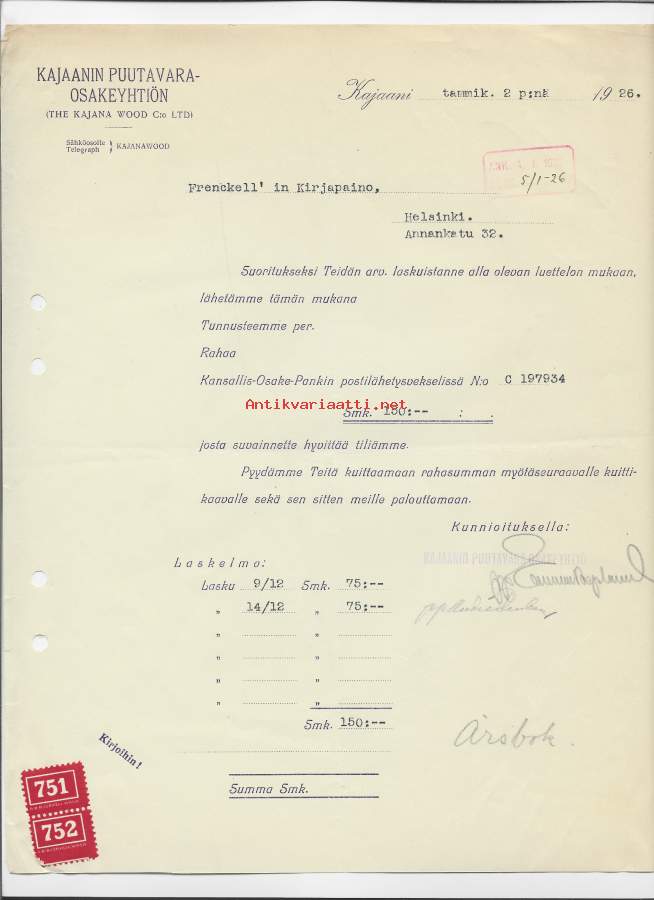 KAJAANIN PUUTAVARA-
OSAKEYHTIÖN
(THE KAJANA WOOD C:o LTD)
Sähköosoite
Telegraph } KAJANAWOOD
Kajaani tammik. 2 p:nä 1926.
5/1-26
Frenckell' in Kirjapaino,
Helsinki.
Annankatu 32.
Suoritukseksi Teidän arv. laskuistanne alla olevan luettelon mukaan,
lähetämme tämän mukana
Tunnusteemme per.
Rahaa
Kansallis-Osake-Pankin postilähetysvekselissä N:o C 197934
Antikvariaatti.net
Smk. 150:-- : .
josta suvainnette hyvittää tiliämme.
Pyydämme Teitä kuittaamaan rahasumman myötäseuraavalle kuitti-
kaavalle sekä sen sitten meille palauttamaan.
Kunnioituksella:
KAJAANIN PUUTAVARA OSAKEYHTIÖ
Laskelma:
Lasku 9/12 Smk. 75:--
„ 14/12 „ 75:--
„ „
„ „
„ „
„ „
Smk. 150:--
Årsbok.
Kirjoihin!
Summa Smk.
751
752